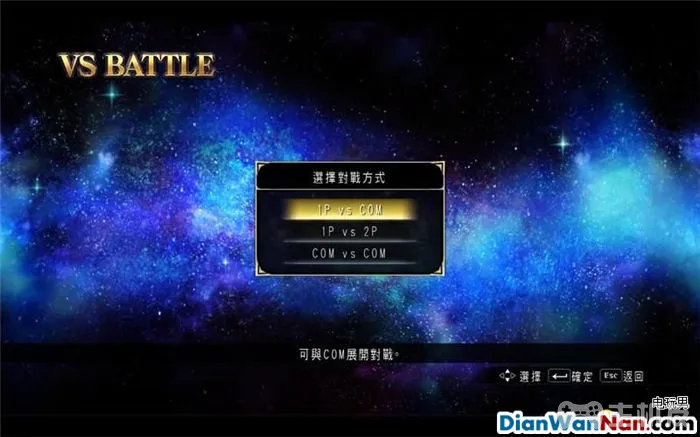 VS BATTLE
選擇對戰方式
1P vs COM
1P vs 2P
COM vs COM
可與COM展開對戰。
選擇 確定 Esc 返回
电玩男
DianWanNan.com